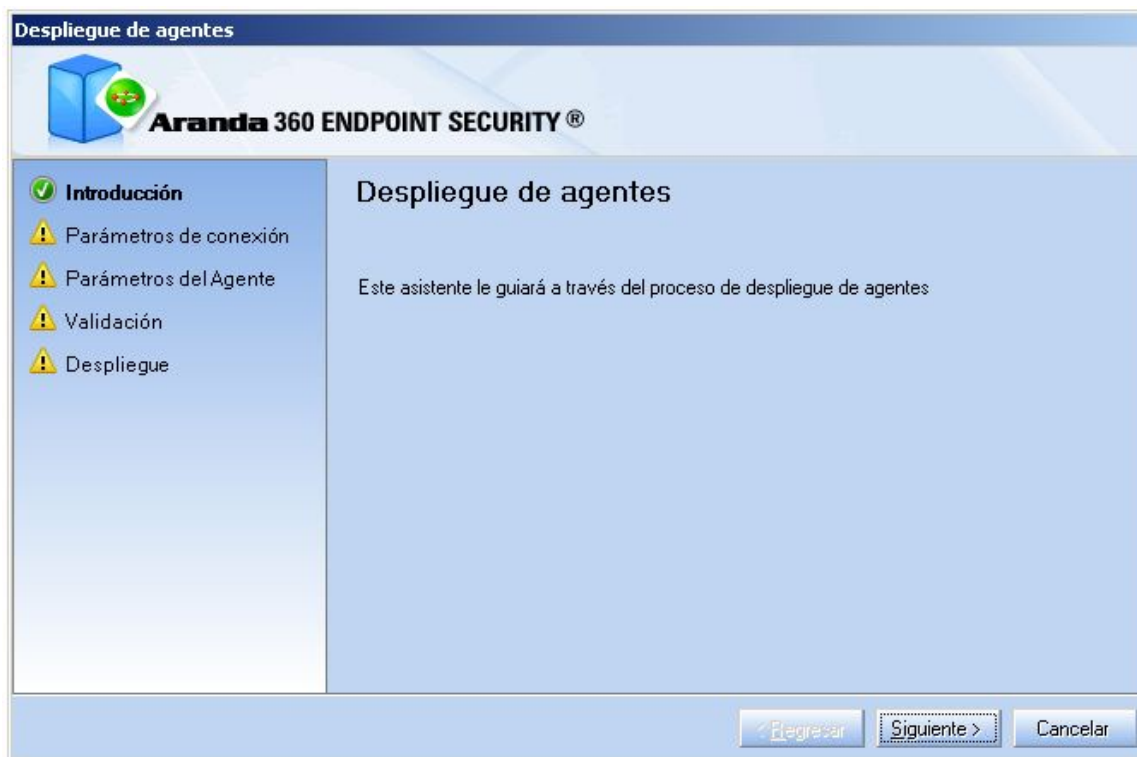 Despliegue de agentes
Aranda 360 ENDPOINT SECURITY ®
Introducción
Parámetros de conexión
Parámetros del Agente
Validación
Despliegue
Despliegue de agentes
Este asistente le guiará a través del proceso de despliegue de agentes
< Regresar
Siguiente >
Cancelar